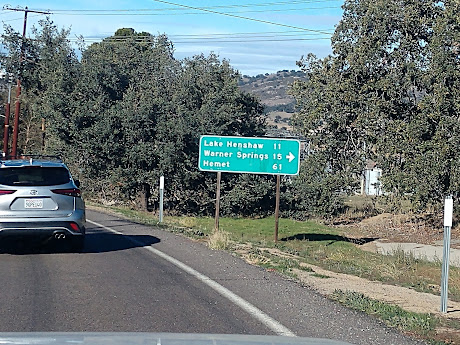 Lake Henshaw 11
Warner Springs 15
Hemet 61